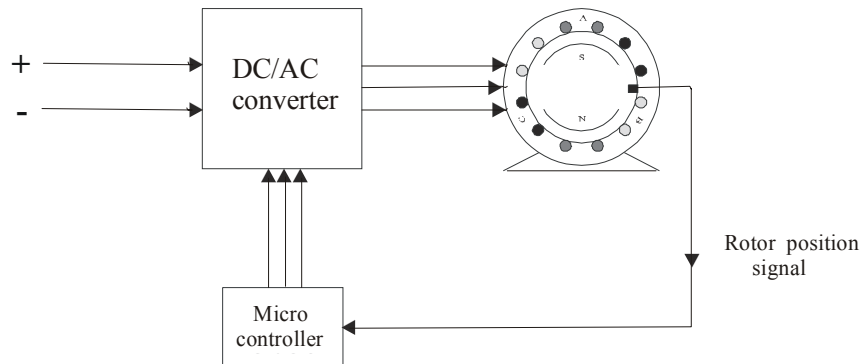 +
-
DC/AC
converter
A
S
N
B
C
Rotor position
signal
Micro
controller